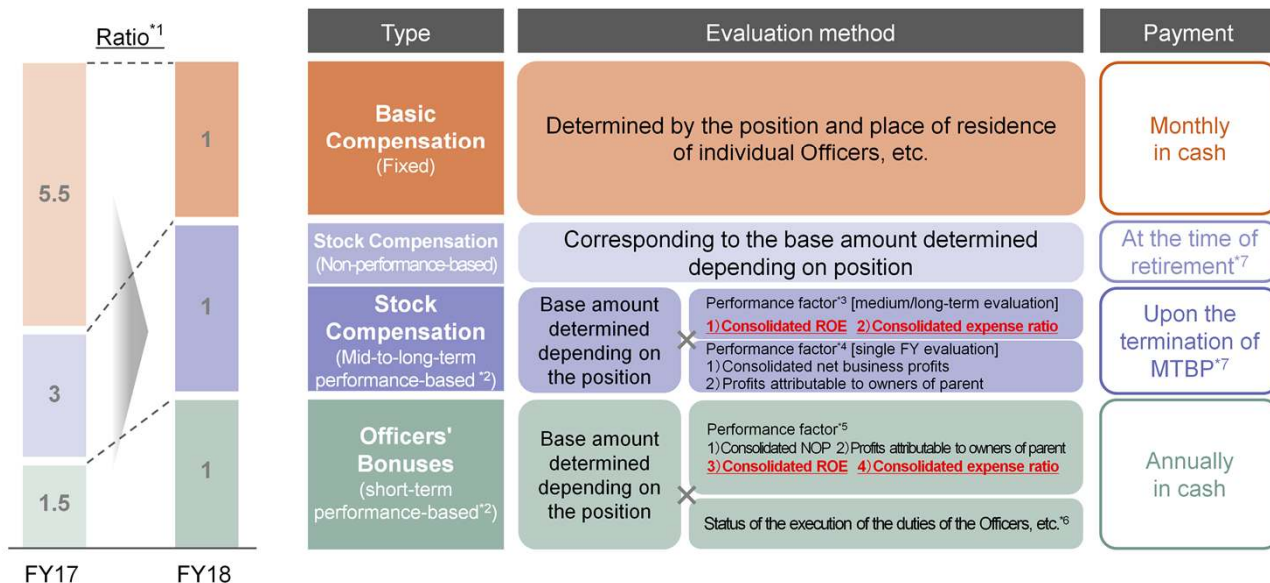 Ratio*1
5.5
3
1.5
1
1
1
FY17
FY18
Type
Evaluation method
Payment
Basic
Compensation
(Fixed)
Determined by the position and place of residence
of individual Officers, etc.
Monthly
in cash
Stock Compensation
(Non-performance-based)
Corresponding to the base amount determined
depending on position
At the time of
retirement*7
Stock
Compensation
(Mid-to-long-term
performance-based*2)
Base amount
determined
depending on
the position
×
Performance factor*3 [medium/long-term evaluation]
1)Consolidated ROE 2)Consolidated expense ratio
Performance factor*4 [single FY evaluation]
1)Consolidated net business profits
2)Profits attributable to owners of parent
Upon the
termination of
MTBP*7
Officers'
Bonuses
(short-term
performance-based*2)
Base amount
determined
depending on
the position
×
Performance factor*5
1)Consolidated NOP 2)Profits attributable to owners of parent
3)Consolidated ROE 4)Consolidated expense ratio
Status of the execution of the duties of the Officers, etc.*6
Annually
in cash